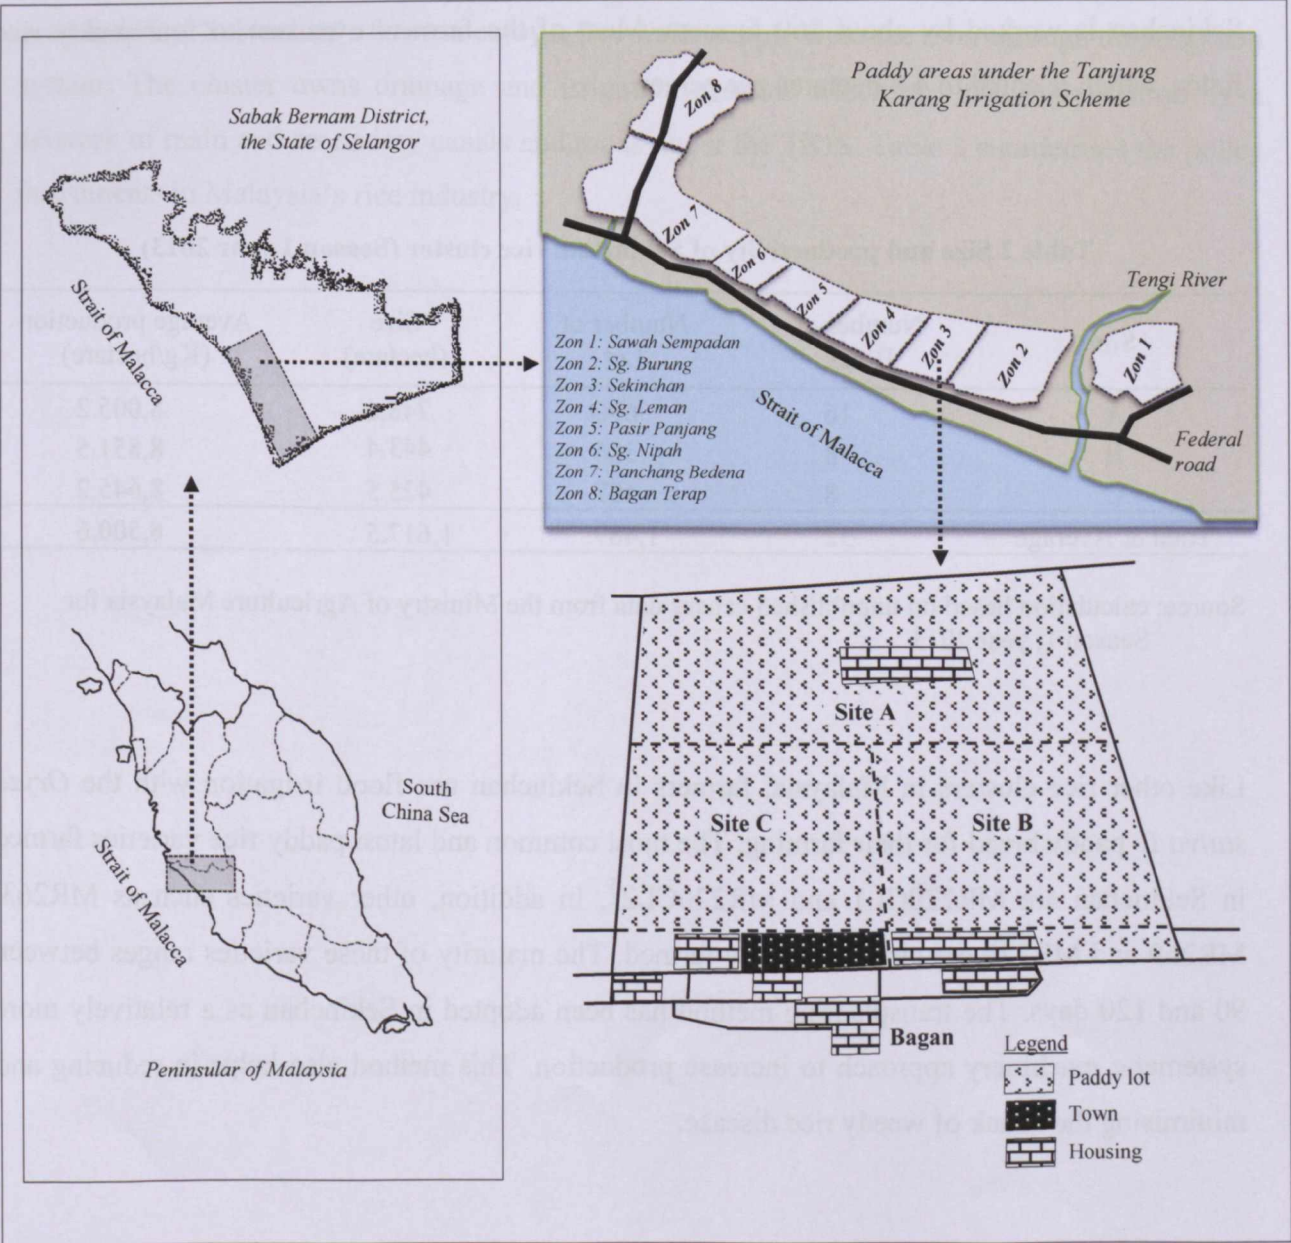 Sabak Bernam District,
the State of Selangor
Strait of Malacca
Paddy areas under the Tanjung
Karang Irrigation Scheme
Zon 8
Zon 7
Zon 6
Zon 5
Zon 4
Zon 3
Zon 2
Zon 1
Tengi River
Zon 1: Sawah Sempadan
Zon 2: Sg. Burung
Zon 3: Sekinchan
Zon 4: Sg. Leman
Zon 5: Pasir Panjang
Zon 6: Sg. Nipah
Zon 7: Panchang Bedena
Zon 8: Bagan Terap
Strait of Malacca
Federal
road
South
China Sea
Strait of Malacca
Peninsular of Malaysia
Site A
Site C
Site B
Bagan
Legend
Paddy lot
Town
Housing